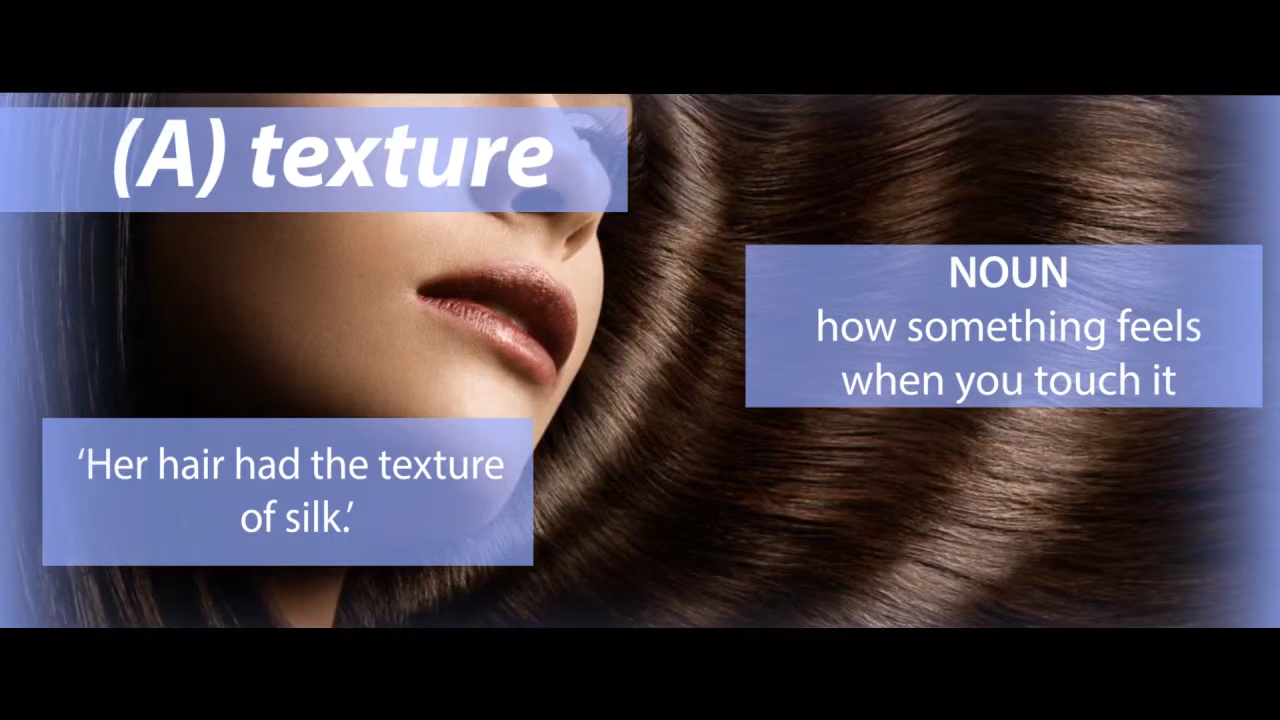 (A) texture
NOUN
how something feels
when you touch it
‘Her hair had the texture
of silk.’